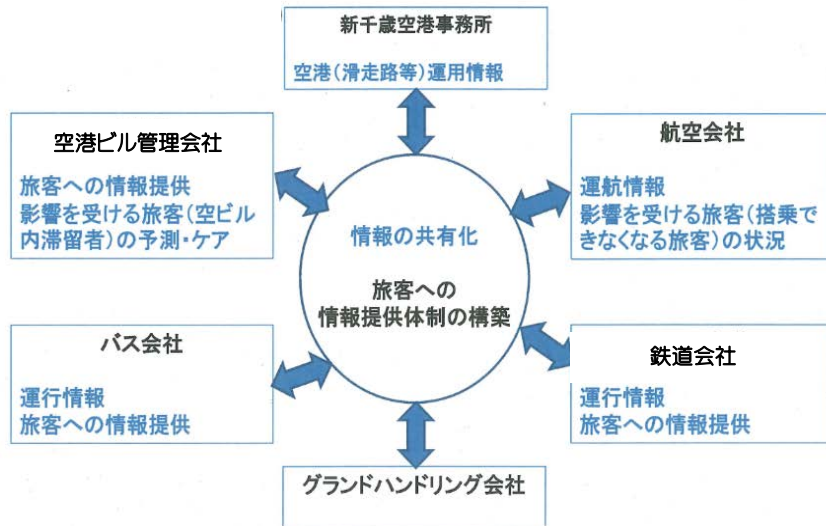 新千歳空港事務所
空港(滑走路等)運用情報
空港ビル管理会社
旅客への情報提供
影響を受ける旅客(空ビル
内滞留者)の予測・ケア
航空会社
運航情報
影響を受ける旅客(搭乗で
きなくなる旅客)の状況
情報の共有化
旅客への
情報提供体制の構築
バス会社
運行情報
旅客への情報提供
鉄道会社
運行情報
旅客への情報提供
グランドハンドリング会社